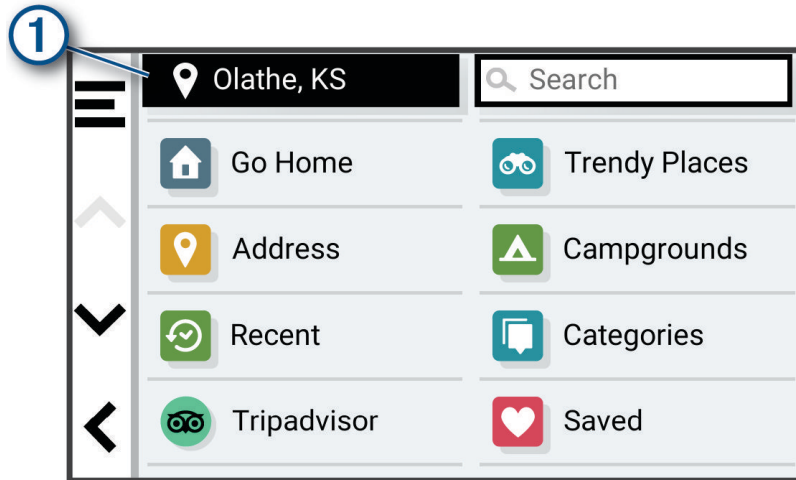 1
Olathe, KS
Search
Go Home
Trendy Places
Address
Campgrounds
Recent
Categories
Tripadvisor
Saved